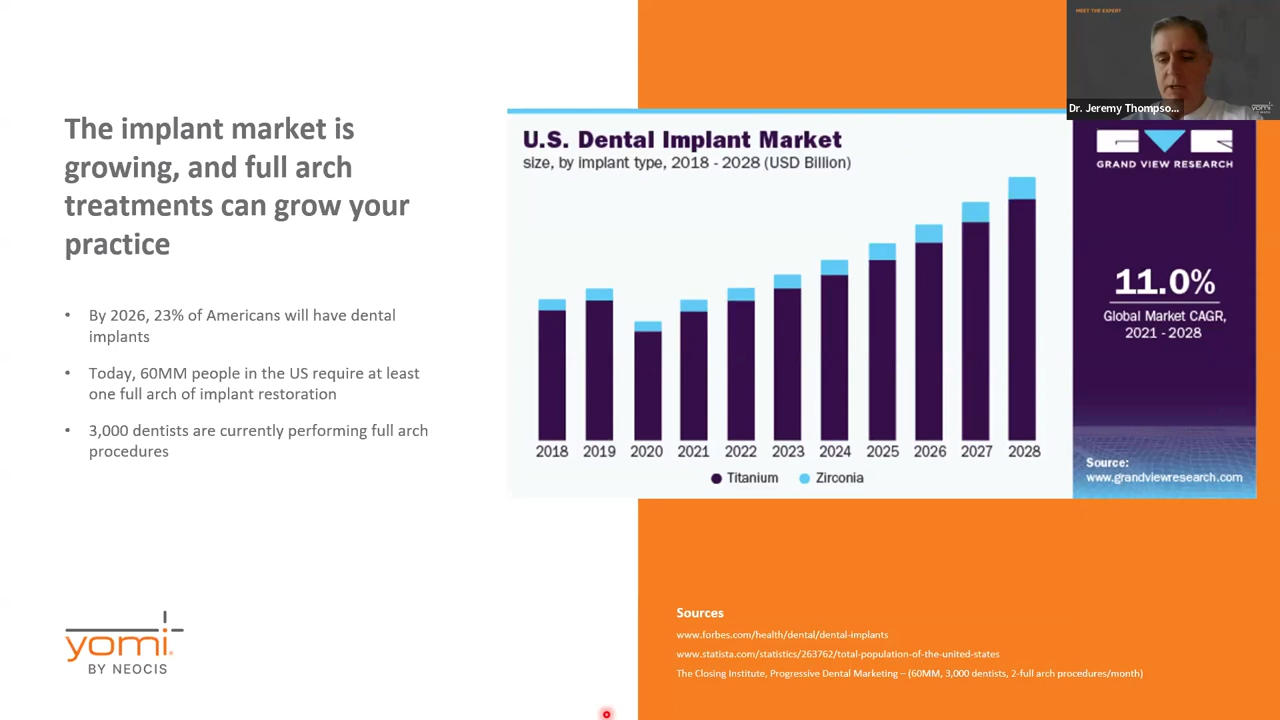 MEET THE EXPERT
Dr. Jeremy Thompso...
yomi
The implant market is
growing, and full arch
treatments can grow your
practice
• By 2026, 23% of Americans will have dental
implants
• Today, 60MM people in the US require at least
one full arch of implant restoration
• 3,000 dentists are currently performing full arch
procedures
U.S. Dental Implant Market
size, by implant type, 2018 - 2028 (USD Billion)
2018 2019 2020 2021 2022 2023 2024 2025 2026 2027 2028
Titanium Zirconia
GRAND VIEW RESEARCH
11.0%
Global Market CAGR,
2021 - 2028
Source:
www.grandviewresearch.com
yomi
BY NEOCIS
Sources
www.forbes.com/health/dental/dental-implants
www.statista.com/statistics/263762/total-population-of-the-united-states
The Closing Institute, Progressive Dental Marketing – (60MM, 3,000 dentists, 2-full arch procedures/month)